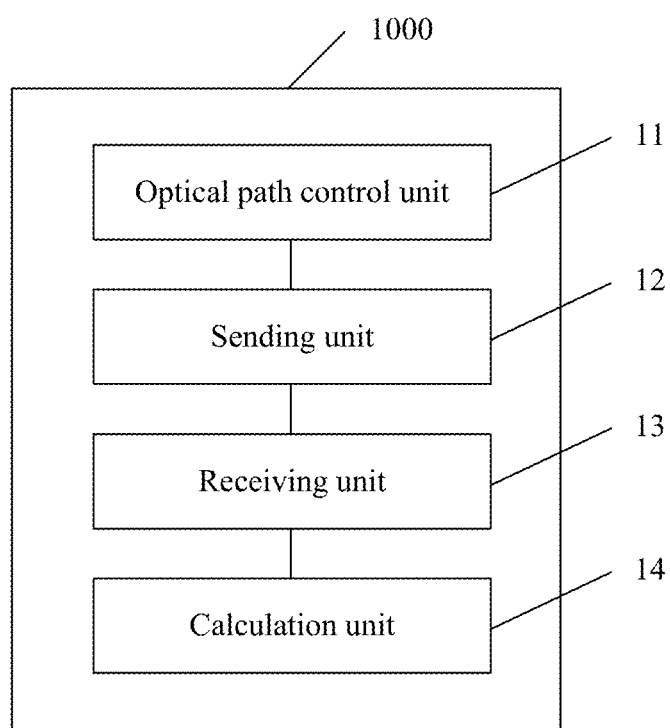 1000
Optical path control unit
11
Sending unit
12
Receiving unit
13
Calculation unit
14